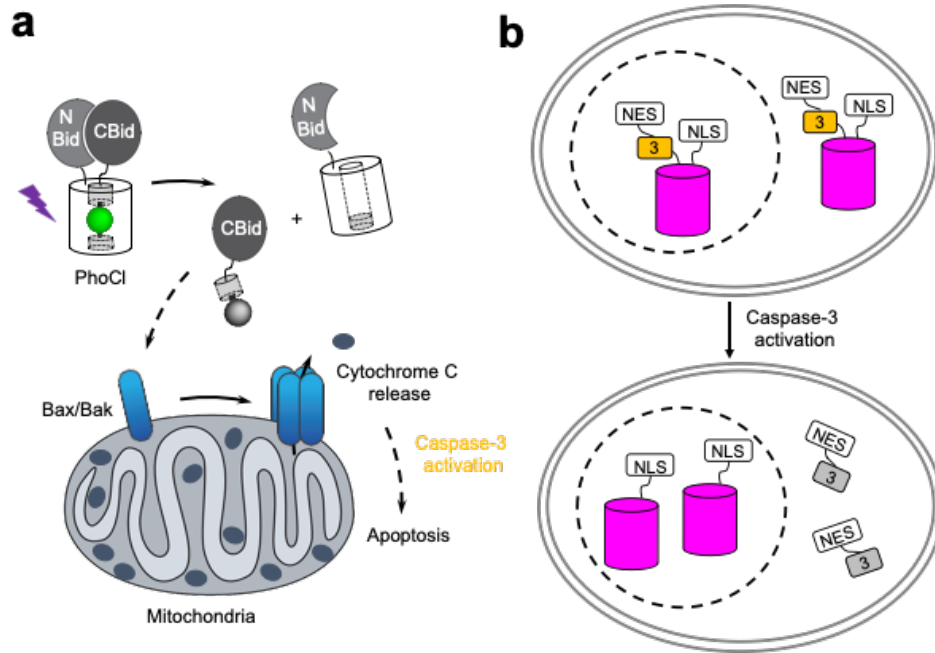 a
N
Bid
CBid
PhoCl
N
Bid
+
CBid
Bax/Bak
Cytochrome C
release
Caspase-3
activation
Apoptosis
Mitochondria
b
NES
3
NLS
NES
3
NLS
Caspase-3
activation
NLS
NLS
NES
3
NES
3